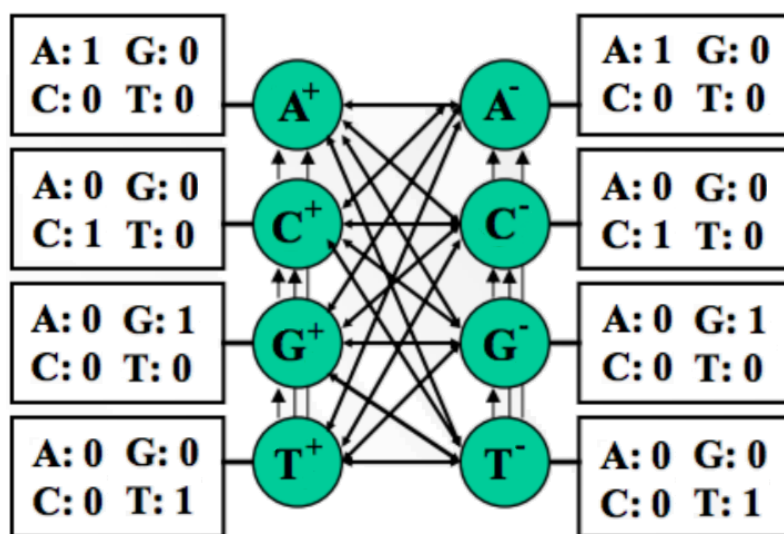 A: 1 G: 0
C: 0 T: 0
A+
A-
A: 1 G: 0
C: 0 T: 0
A: 0 G: 0
C: 1 T: 0
C+
C-
A: 0 G: 0
C: 1 T: 0
A: 0 G: 1
C: 0 T: 0
G+
G-
A: 0 G: 1
C: 0 T: 0
A: 0 G: 0
C: 0 T: 1
T+
T-
A: 0 G: 0
C: 0 T: 1